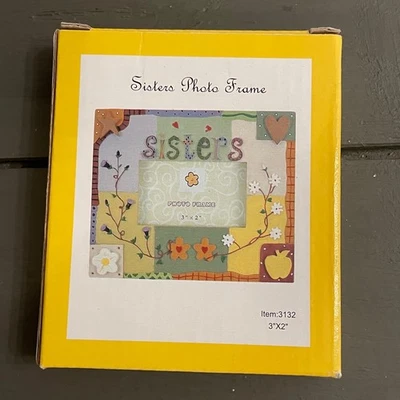 Sisters Photo Frame
sisters
PHOTO FRAME
3" x 2"
Item:3132
3"X2"